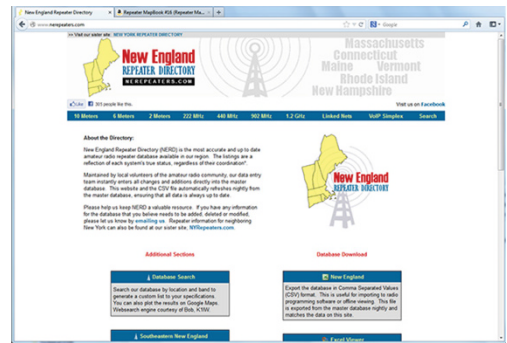 New England Repeater Directory
Repeater MapBook #16 (Repeater Ma...
www.nerepeaters.com
Google
>> Visit our sister site: NEW YORK REPEATER DIRECTORY
New England
REPEATER DIRECTORY
NEREPEATERS.COM
Massachusetts
Connecticut
Maine Vermont
Rhode Island
New Hampshire
Like 315 people like this.
Visit us on Facebook
10 Meters 6 Meters 2 Meters 222 MHz 440 MHz 902 MHz 1.2 GHz Linked Nets VoIP Simplex Search
About the Directory:
New England Repeater Directory (NERD) is the most accurate and up to date
amateur radio repeater database available in our region. The listings are a
reflection of each system's true status, regardless of their coordination*.
Maintained by local volunteers of the amateur radio community, our data entry
team instantly enters all changes and additions directly into the master
database. This website and the CSV file automatically refreshes nightly from
the master database, ensuring that all data is always up to date.
Please help us keep NERD a valuable resource. If you have any information
for the database that you believe needs to be added, deleted or modified,
please let us know by emailing us. Repeater information for neighboring
New York can also be found at our sister site, NYRepeaters.com.
New England
REPEATER DIRECTORY
Additional Sections
Database Download
Database Search
Search our database by location and band to
generate a custom list to your specifications.
You can also plot the results on Google Maps.
Websearch engine courtesy of Bob, K1IW.
New England
Export the database in Comma Separated Values
(CSV) format. This is useful for importing to radio
programming software or offline viewing. This file
is exported from the master database nightly and
matches the data on this site.
Southeastern New England
Excel Viewer